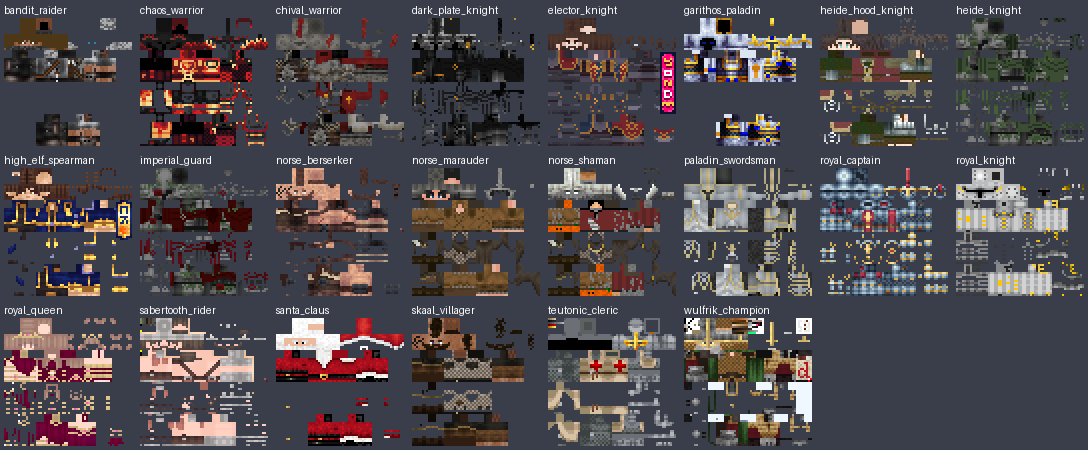 bandit_raider
chaos_warrior
chival_warrior
dark_plate_knight
elector_knight
garithos_paladin
heide_hood_knight
heide_knight
high_elf_spearman
imperial_guard
norse_berserker
norse_marauder
norse_shaman
paladin_swordsman
royal_captain
royal_knight
royal_queen
sabertooth_rider
santa_claus
skaal_villager
teutonic_cleric
wulfrik_champion